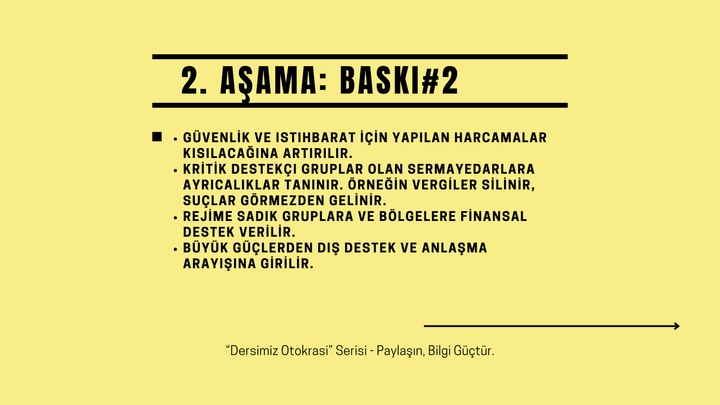 2. AŞAMA: BASKI#2
• GÜVENLİK VE ISTIHBARAT İÇİN YAPILAN HARCAMALAR
KISILACAĞINA ARTIRILIR.
• KRİTİK DESTEKÇI GRUPLAR OLAN SERMAYEDARLARA
AYRICALIKLAR TANINIR. ÖRNEĞİN VERGİLER SİLİNİR,
SUÇLAR GÖRMEZDEN GELİNİR.
• REJİME SADIK GRUPLARA VE BÖLGELERE FİNANSAL
DESTEK VERİLİR.
• BÜYÜK GÜÇLERDEN DIŞ DESTEK VE ANLAŞMA
ARAYIŞINA GİRİLİR.
“Dersimiz Otokrasi” Serisi - Paylaşın, Bilgi Güçtür.